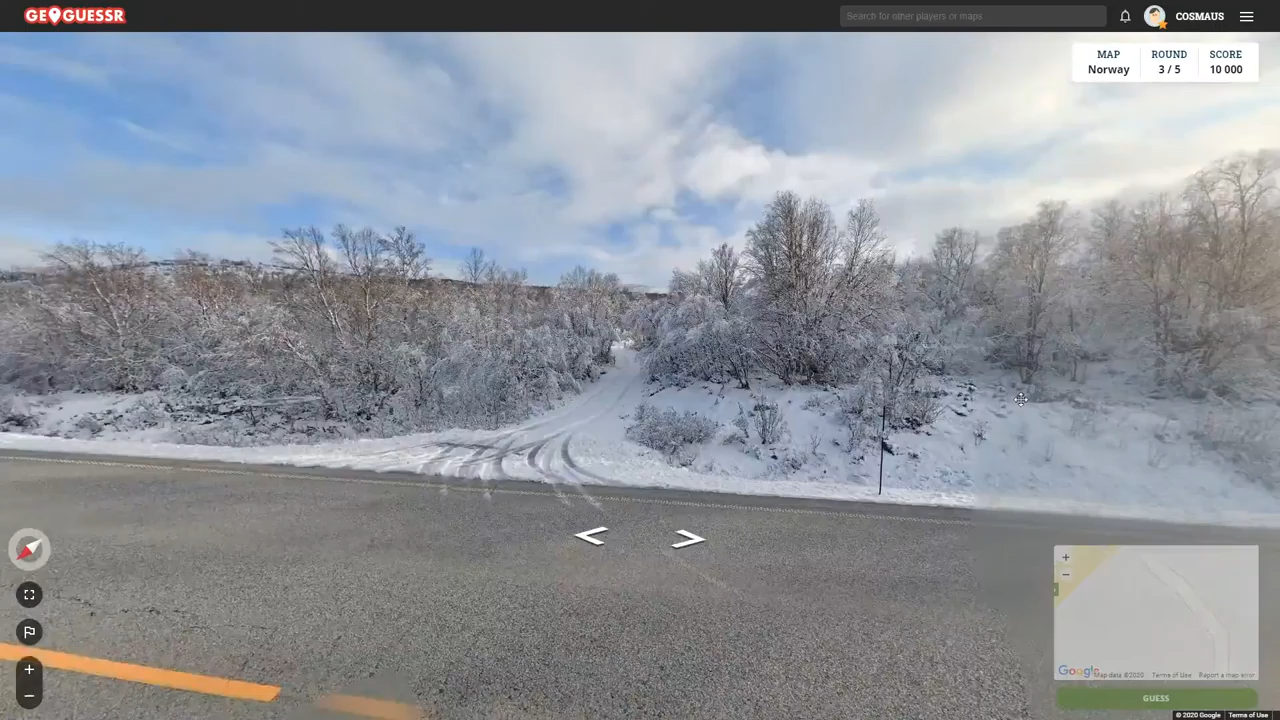 GEOGUESSR
Search for other players or maps
COSMAUS
MAP
Norway
ROUND
3 / 5
SCORE
10 000
+
−
+
−
Google
Map data ©2020
Terms of Use
Report a map error
GUESS
© 2020 Google
Terms of Use